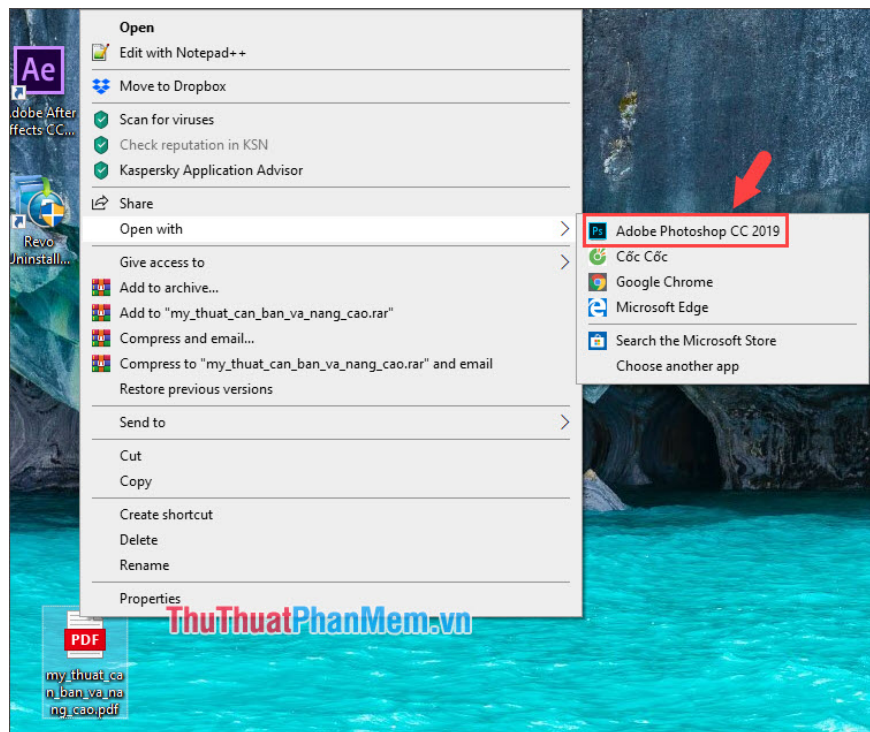 Open
Edit with Notepad++
Ae
Move to Dropbox
dobe After
ffects CC...
Scan for viruses
Check reputation in KSN
Kaspersky Application Advisor
Share
Open with
Revo
Uninstall...
Give access to
Add to archive...
Add to "my_thuat_can_ban_va_nang_cao.rar"
Compress and email...
Compress to "my_thuat_can_ban_va_nang_cao.rar" and email
Restore previous versions
Send to
Cut
Copy
Create shortcut
Delete
Rename
Properties
Ps Adobe Photoshop CC 2019
Cốc Cốc
Google Chrome
Microsoft Edge
Search the Microsoft Store
Choose another app
ThuThuatPhanMem.vn
PDF
my_thuat_ca
n_ban_va_na
ng_cao.pdf